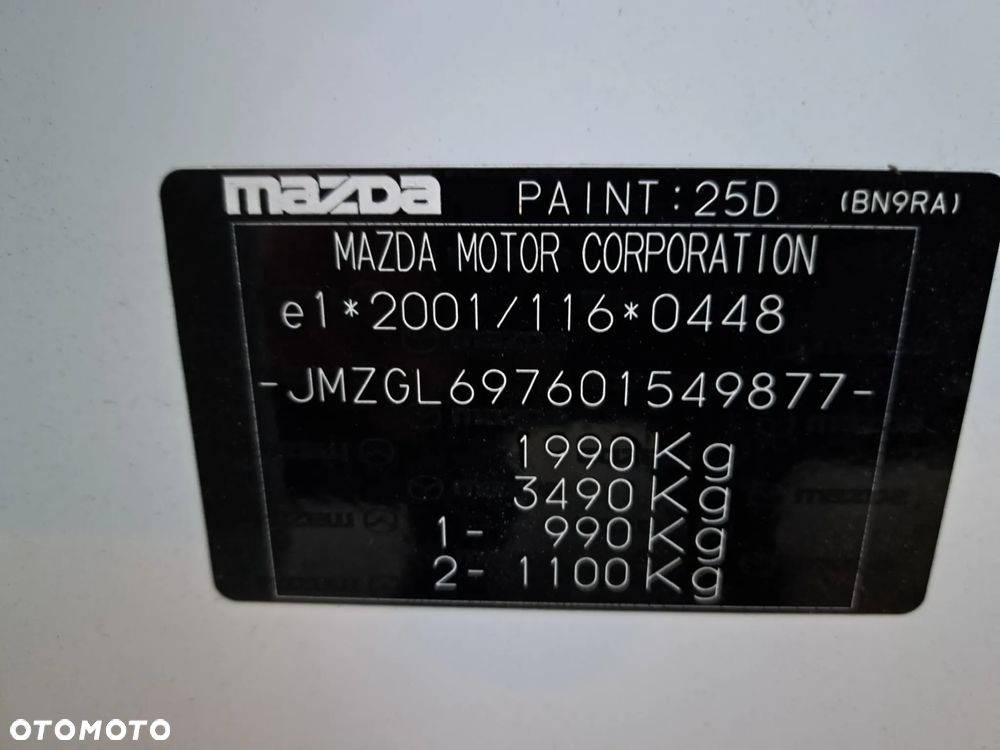 mazda PAINT:25D (BN9RA)
MAZDA MOTOR CORPORATION
e1*2001/116*0448
-JMZGL697601549877-
1990Kg
3490Kg
1- 990Kg
2- 1100Kg
OTOMOTO